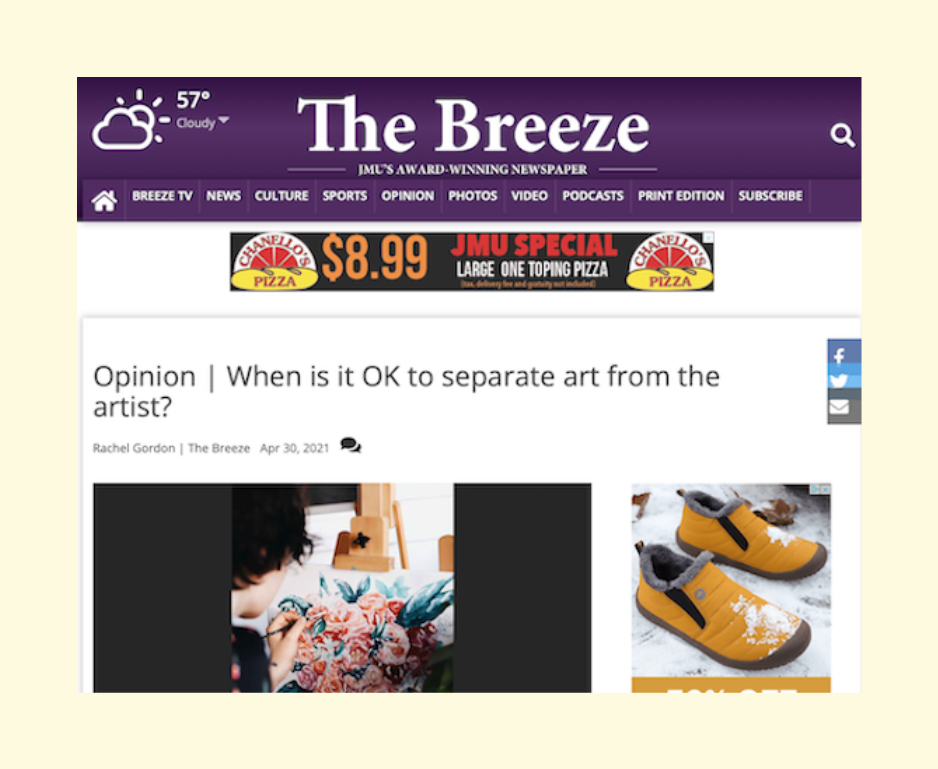 57°
Cloudy
The Breeze
JMU'S AWARD-WINNING NEWSPAPER
BREEZE TV NEWS CULTURE SPORTS OPINION PHOTOS VIDEO PODCASTS PRINT EDITION SUBSCRIBE
CHANELLO'S PIZZA
$8.99
JMU SPECIAL
LARGE ONE TOPING PIZZA
(tax, delivery fee and gratuity not included)
CHANELLO'S PIZZA
Opinion | When is it OK to separate art from the
artist?
Rachel Gordon | The Breeze Apr 30, 2021